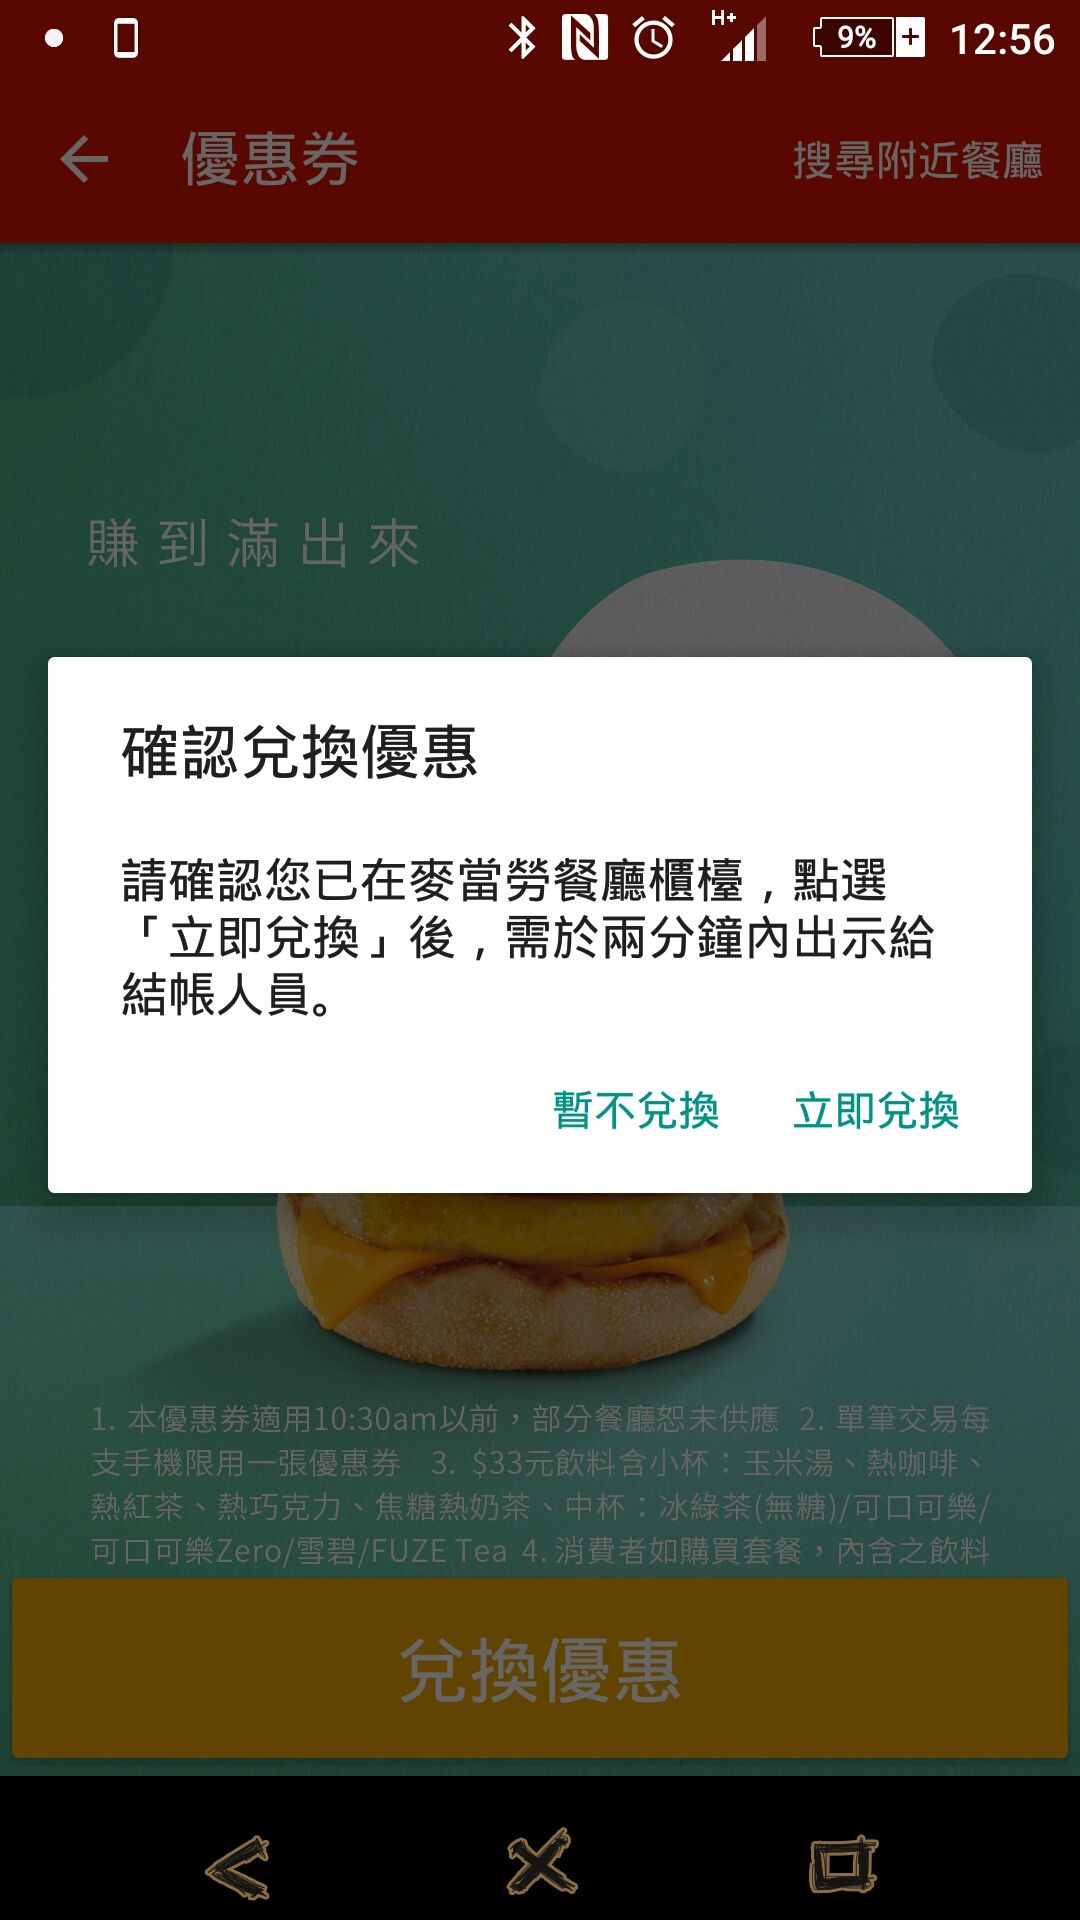 H+
9%
12:56
優惠券
搜尋附近餐廳
賺到滿出來
確認兌換優惠
請確認您已在麥當勞餐廳櫃檯，點選
「立即兌換」後，需於兩分鐘內出示給
結帳人員。
暫不兌換 立即兌換
1. 本優惠券適用10:30am以前，部分餐廳恕未供應 2. 單筆交易每
支手機限用一張優惠券 3. $33元飲料含小杯：玉米湯、熱咖啡、
熱紅茶、熱巧克力、焦糖熱奶茶、中杯：冰綠茶(無糖)/可口可樂/
可口可樂Zero/雪碧/FUZE Tea 4.消費者如購買套餐，內含之飲料
兌換優惠